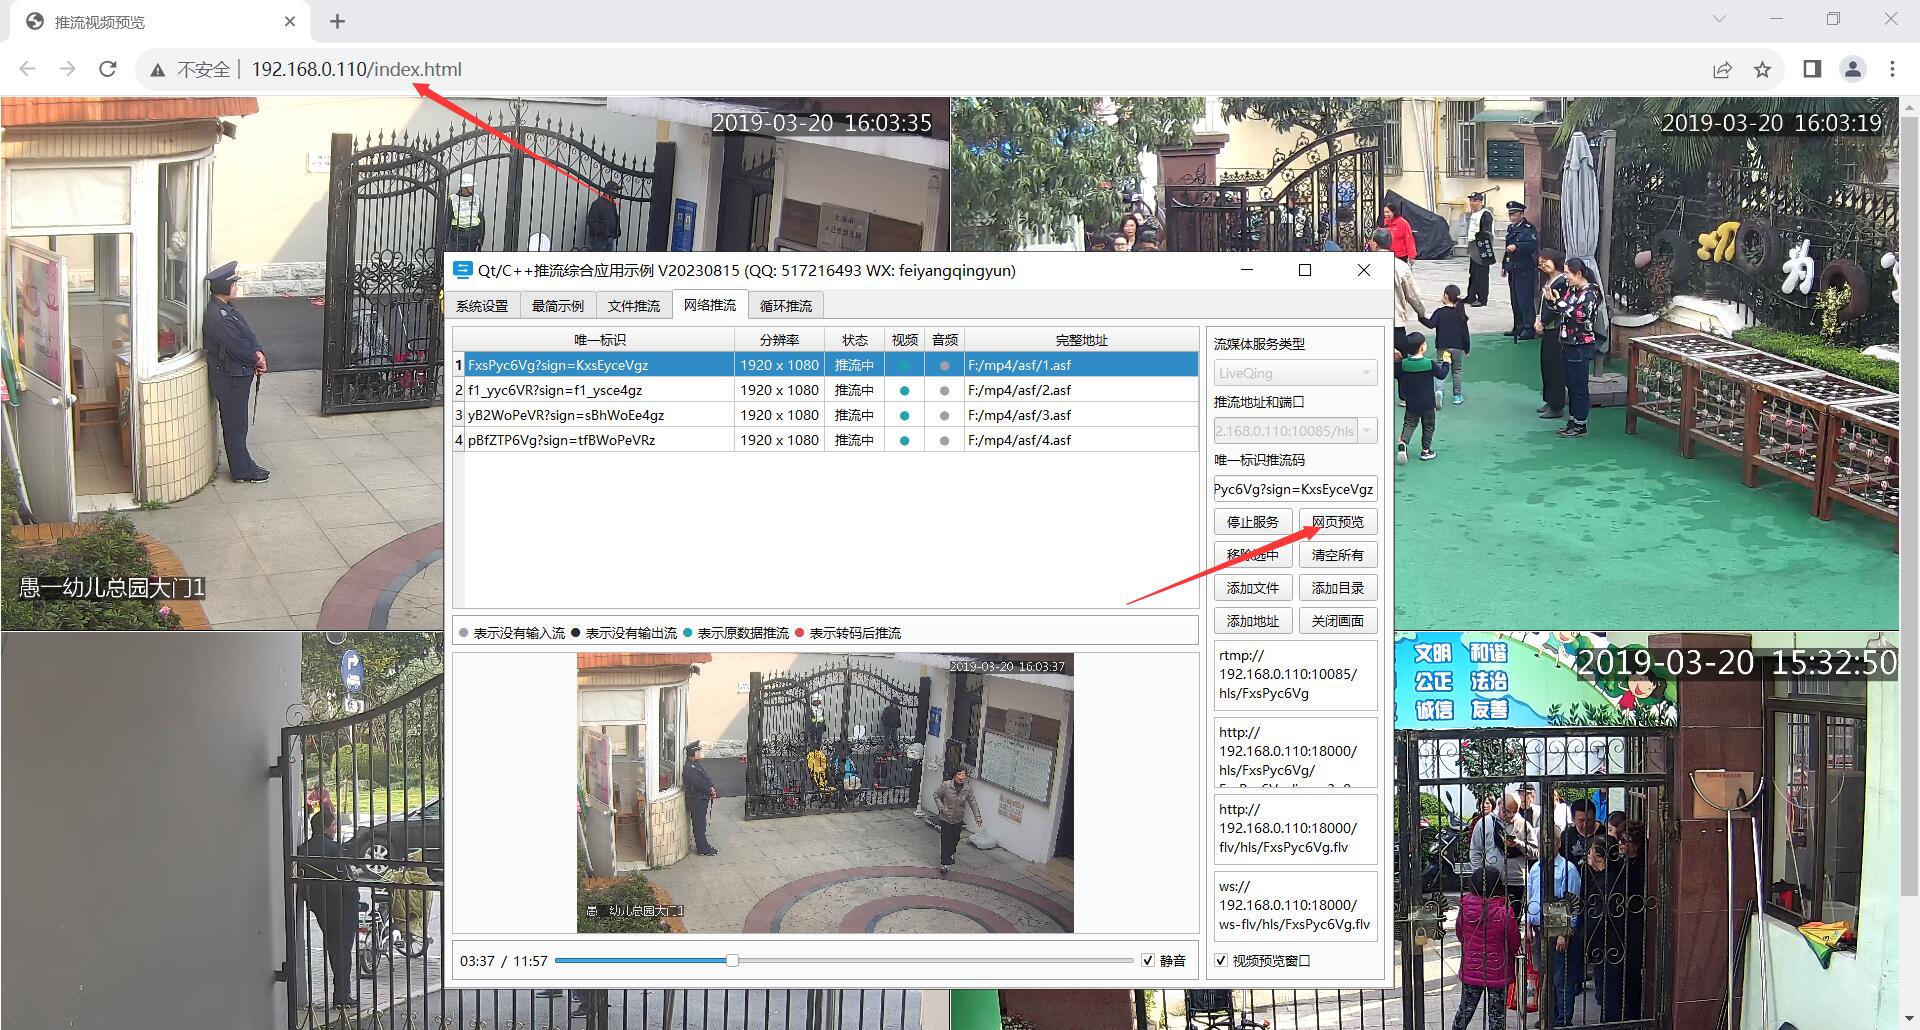 推流视频预览
不安全 192.168.0.110/index.html
2019-03-20 16:03:35
2019-03-20 16:03:19
愚一幼儿总园大门1
文明 和谐
公正 法治
诚信 友善
2019-03-20 15:32:50
Qt/C++推流综合应用示例 V20230815 (QQ: 517216493 WX: feiyangqingyun)
系统设置 最简示例 文件推流 网络推流 循环推流
唯一标识 分辨率 状态 视频 音频 完整地址
1 FxsPyc6Vg?sign=KxsEyceVgz 1920 x 1080 推流中 F:/mp4/asf/1.asf
2 f1_yyc6VR?sign=f1_ysce4gz 1920 x 1080 推流中 F:/mp4/asf/2.asf
3 yB2WoPeVR?sign=sBhWoEe4gz 1920 x 1080 推流中 F:/mp4/asf/3.asf
4 pBfZTP6Vg?sign=tfBWoPeVRz 1920 x 1080 推流中 F:/mp4/asf/4.asf
表示没有输入流 表示没有输出流 表示原数据推流 表示转码后推流
2019-03-20 16:03:37
愚一幼儿总园大门1
03:37 / 11:57
静音
流媒体服务类型
LiveQing
推流地址和端口
2.168.0.110:10085/hls
唯一标识推流码
Pyc6Vg?sign=KxsEyceVgz
停止服务 网页预览
移除选中 清空所有
添加文件 添加目录
添加地址 关闭画面
rtmp://
192.168.0.110:10085/
hls/FxsPyc6Vg
http://
192.168.0.110:18000/
hls/FxsPyc6Vg/
http://
192.168.0.110:18000/
flv/hls/FxsPyc6Vg.flv
ws://
192.168.0.110:18000/
ws-flv/hls/FxsPyc6Vg.flv
视频预览窗口